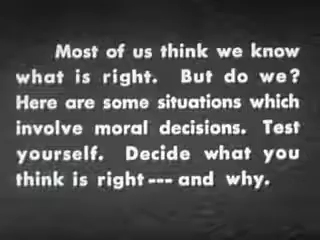 Most of us think we know
what is right. But do we?
Here are some situations which
involve moral decisions. Test
yourself. Decide what you
think is right---and why.